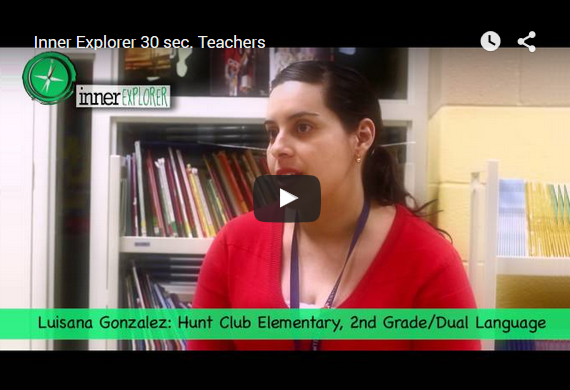 Inner Explorer 30 sec. Teachers
inner EXPLORER
Luisana Gonzalez: Hunt Club Elementary, 2nd Grade/Dual Language